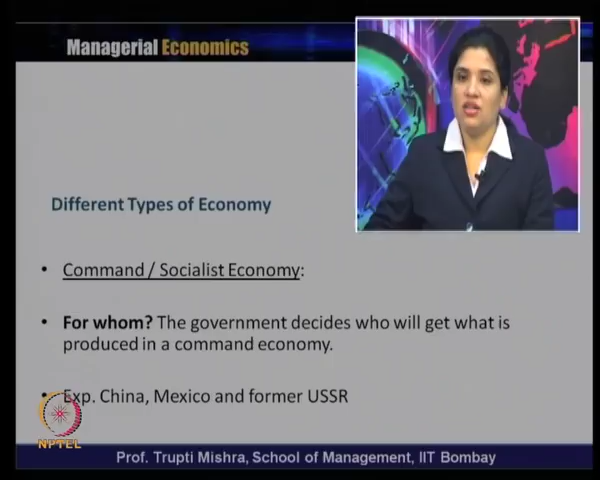 Managerial Economics
Different Types of Economy
• Command / Socialist Economy:
• For whom? The government decides who will get what is
produced in a command economy.
• Exp. China, Mexico and former USSR
NPTEL
Prof. Trupti Mishra, School of Management, IIT Bombay